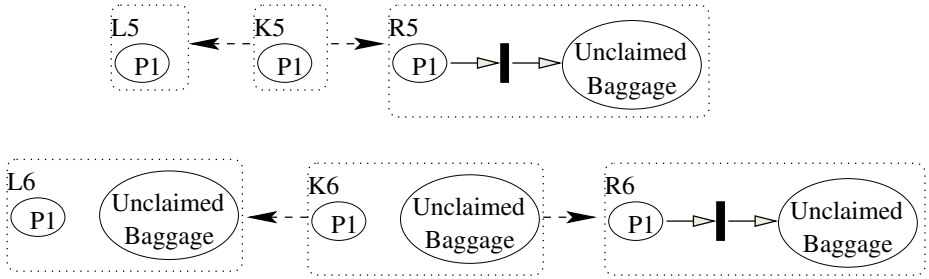 L5
K5
R5
P1
P1
P1
Unclaimed
Baggage
L6
K6
R6
P1
Unclaimed
Baggage
P1
Unclaimed
Baggage
P1
Unclaimed
Baggage